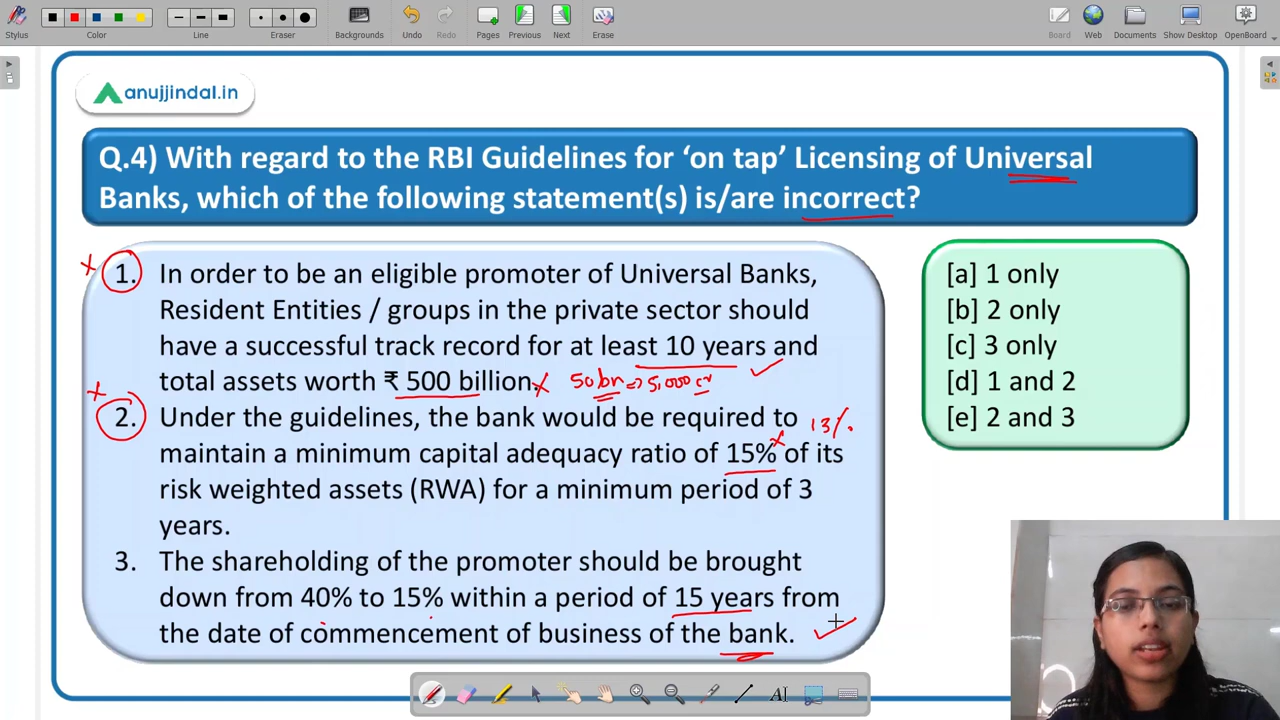 Stylus
Color
Line
Eraser
Backgrounds
Undo
Redo
Pages
Previous
Next
Erase
Board
Web
Documents
Show Desktop
OpenBoard
anujjindal.in
Q.4) With regard to the RBI Guidelines for ‘on tap’ Licensing of Universal
Banks, which of the following statement(s) is/are incorrect?
1. In order to be an eligible promoter of Universal Banks,
Resident Entities / groups in the private sector should
have a successful track record for at least 10 years and
total assets worth ₹ 500 billion. 50 bn => 5,000 cr
2. Under the guidelines, the bank would be required to 13%.
maintain a minimum capital adequacy ratio of 15% of its
risk weighted assets (RWA) for a minimum period of 3
years.
3. The shareholding of the promoter should be brought
down from 40% to 15% within a period of 15 years from
the date of commencement of business of the bank.
[a] 1 only
[b] 2 only
[c] 3 only
[d] 1 and 2
[e] 2 and 3